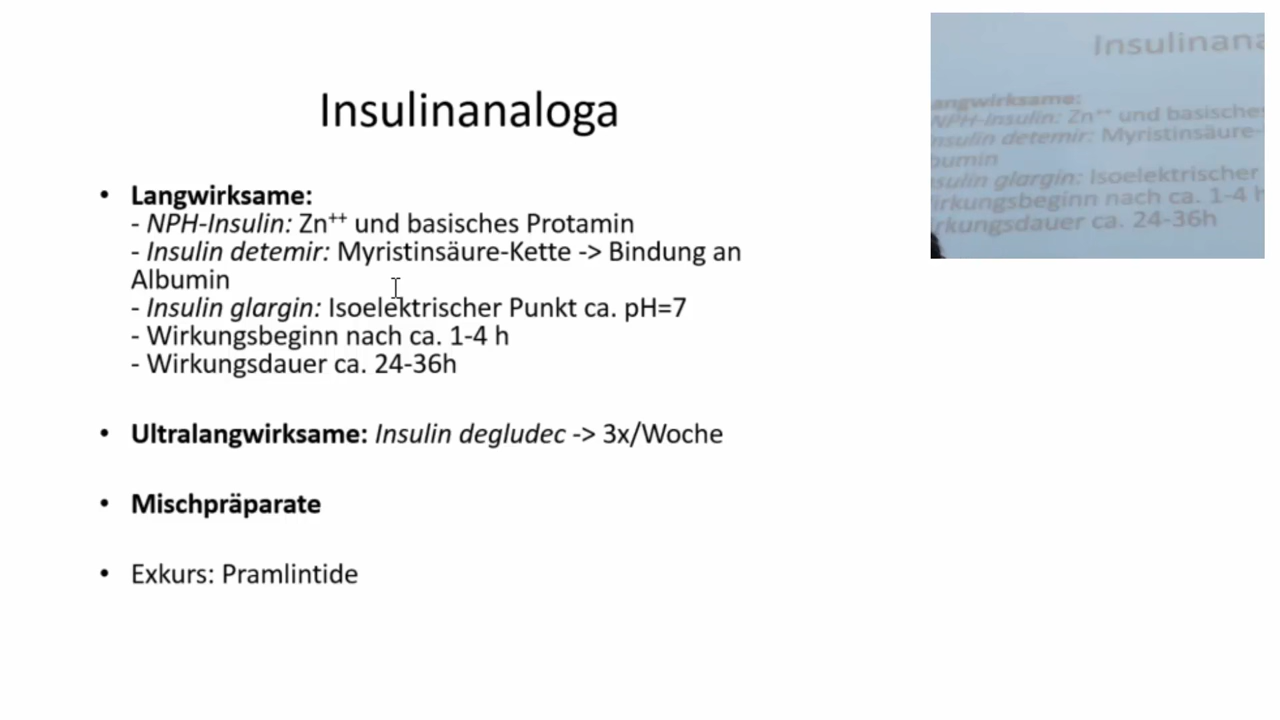 Insulinanaloga
• Langwirksame:
- NPH-Insulin: Zn⁺⁺ und basisches Protamin
- Insulin detemir: Myristinsäure-Kette -> Bindung an
Albumin
- Insulin glargin: Isoelektrischer Punkt ca. pH=7
- Wirkungsbeginn nach ca. 1-4 h
- Wirkungsdauer ca. 24-36h
• Ultralangwirksame: Insulin degludec -> 3x/Woche
• Mischpräparate
• Exkurs: Pramlintide
Insulinana
angwirksame:
NPH-Insulin: Zn⁺⁺ und basische
nsulin detemir: Myristinsäure-
bumin
sulin glargin: Isoelektrischer
irkungsbeginn nach ca. 1-4 h
rkungsdauer ca. 24-36h